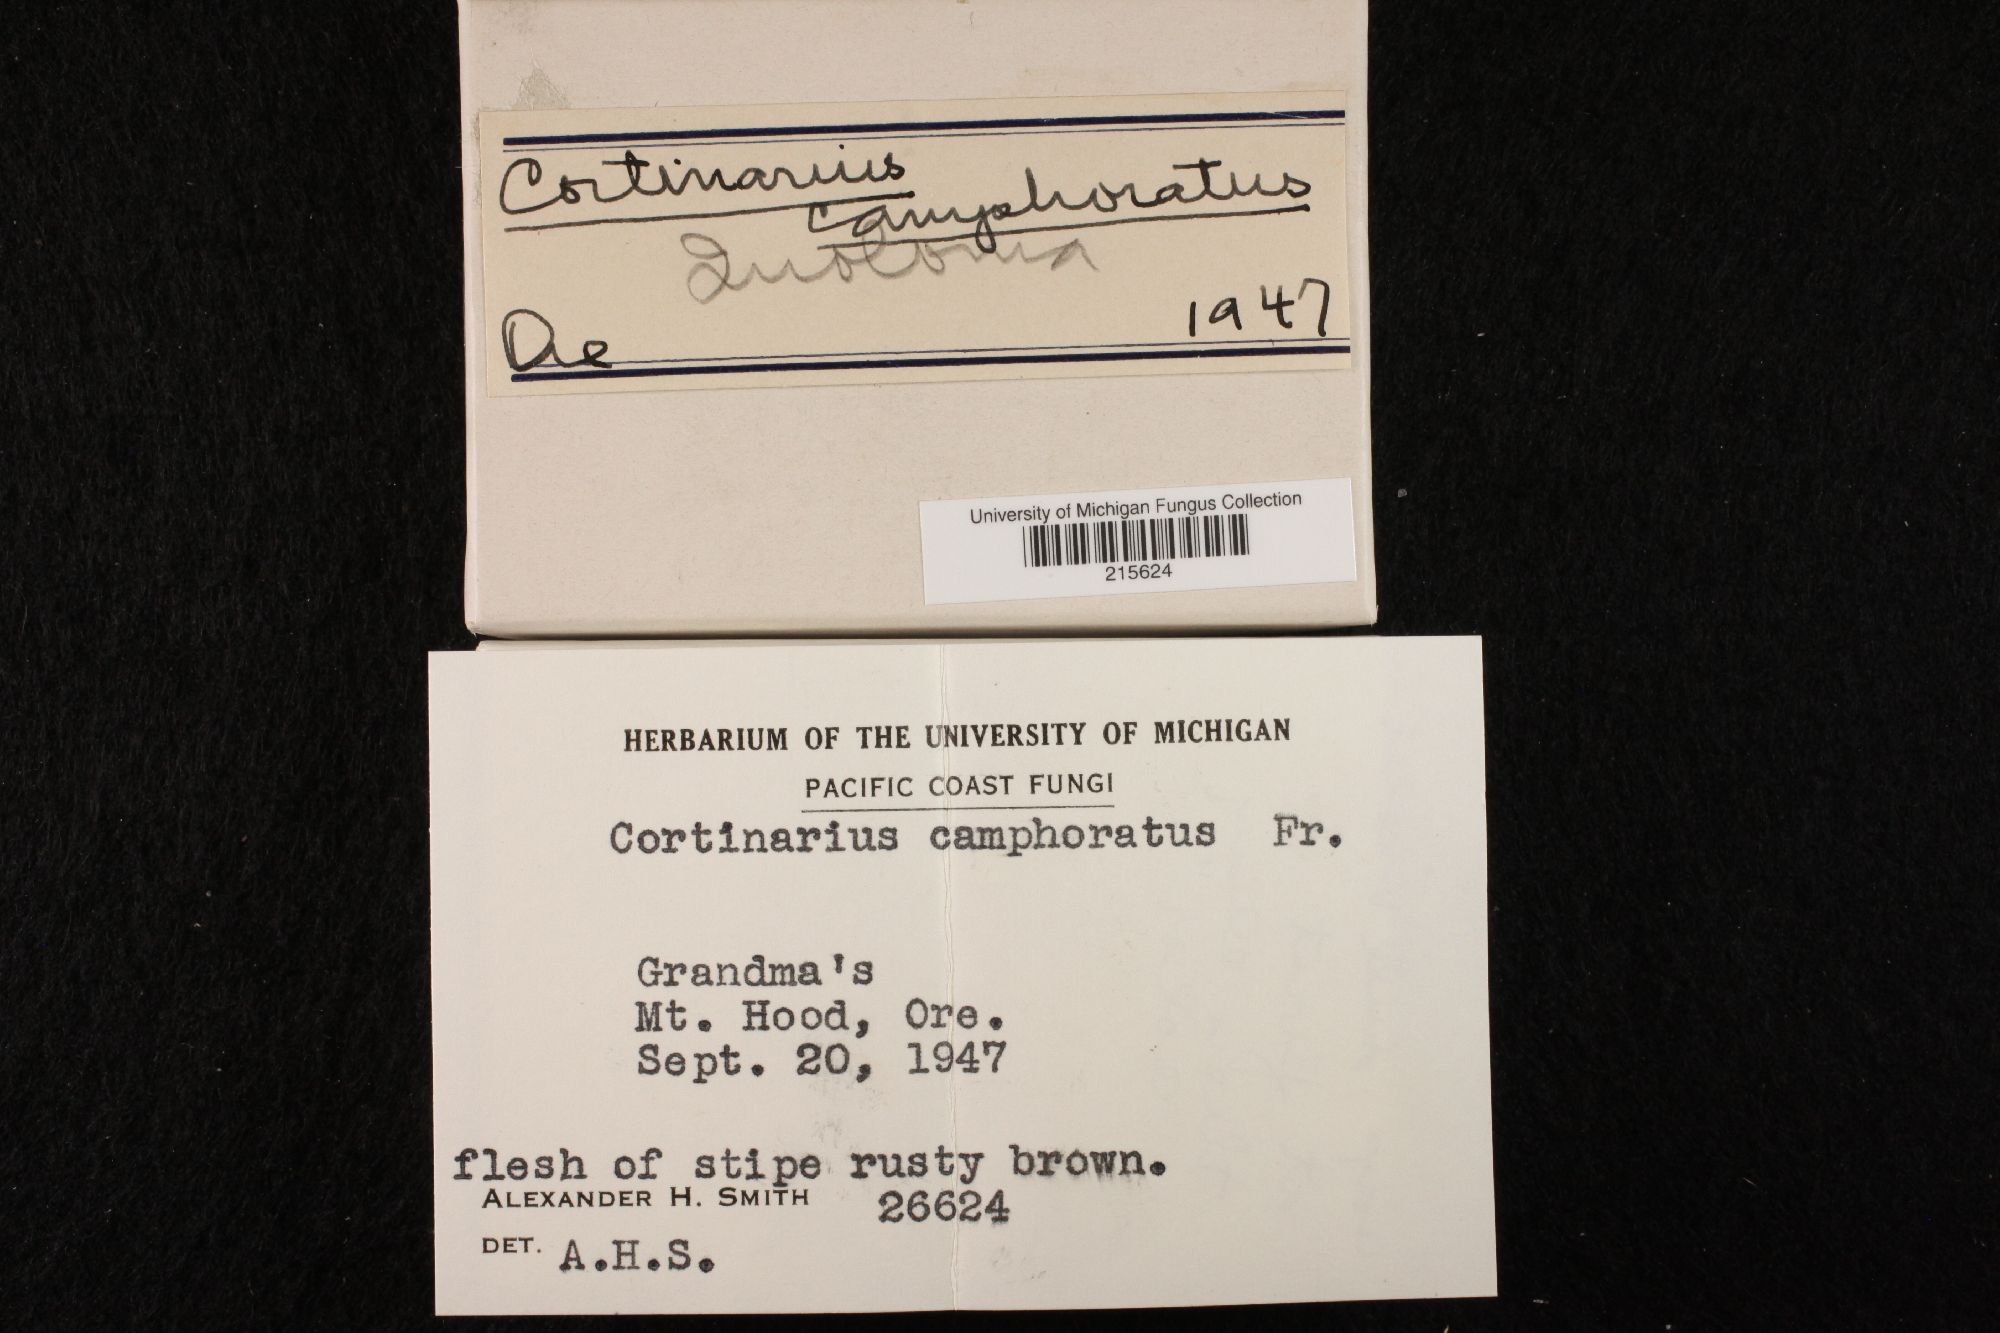 Cortinarius
camphoratus
Inoloma
Ore 1947
University of Michigan Fungus Collection
215624
HERBARIUM OF THE UNIVERSITY OF MICHIGAN
PACIFIC COAST FUNGI
Cortinarius camphoratus Fr.
Grandma's
Mt. Hood, Ore.
Sept. 20, 1947
flesh of stipe rusty brown.
ALEXANDER H. SMITH 26624
DET. A.H.S.